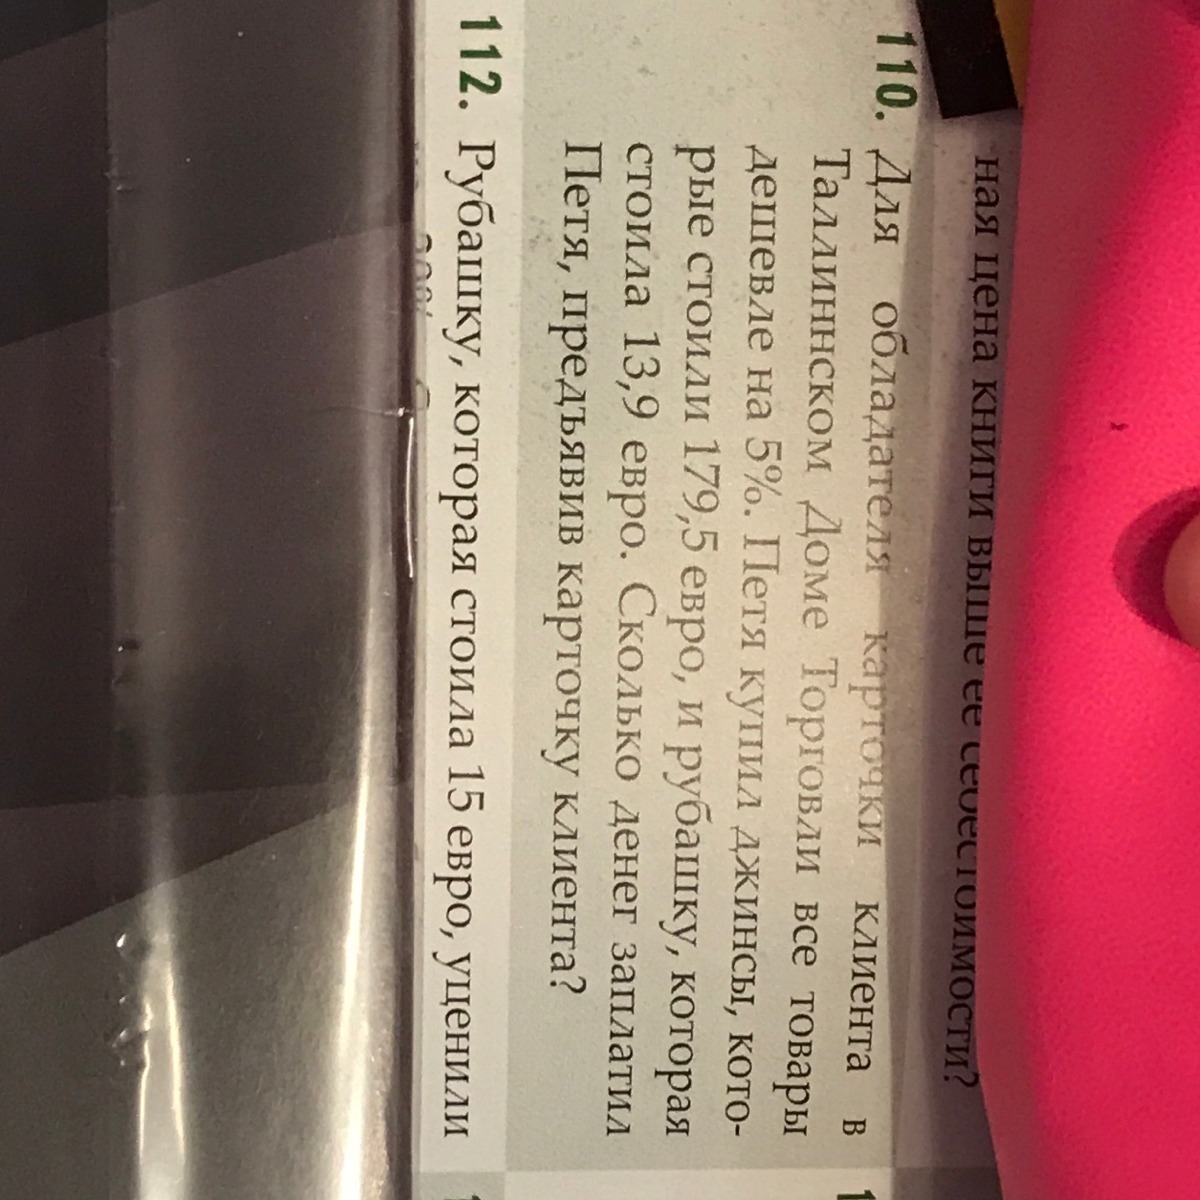 ная цена книги выше ее себестоимости?
110. Для обладателя карточки клиента в
Таллиннском Доме Торговли все товары
дешевле на 5%. Петя купил джинсы, кото-
рые стоили 179,5 евро, и рубашку, которая
стоила 13,9 евро. Сколько денег заплатил
Петя, предъявив карточку клиента?
112. Рубашку, которая стоила 15 евро, уценили